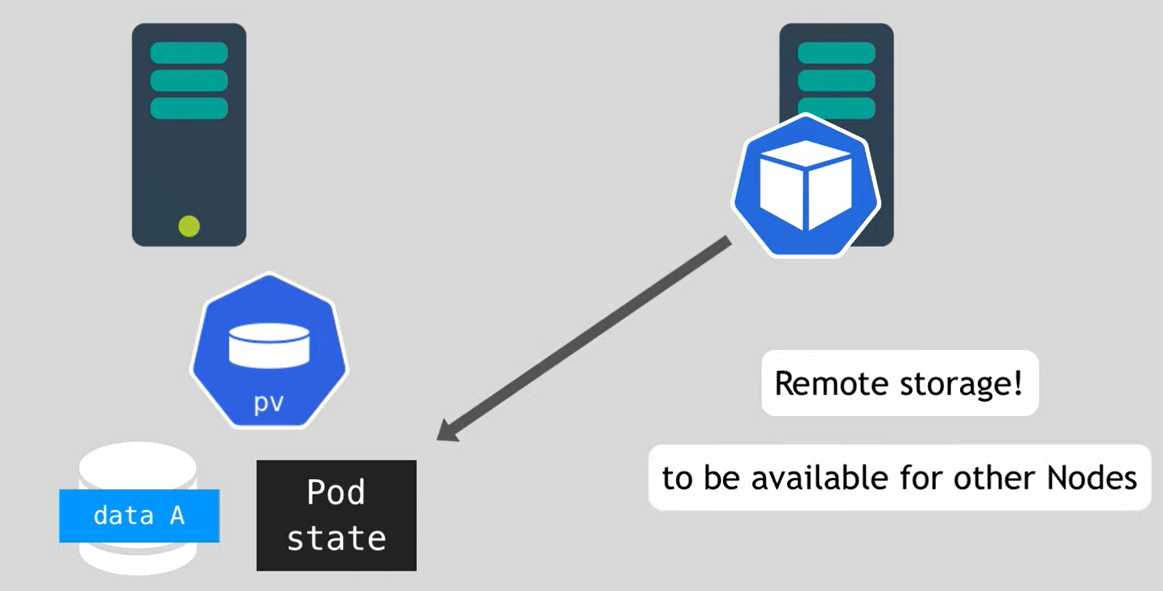 pv
Remote storage!
to be available for other Nodes
data A
Pod
state